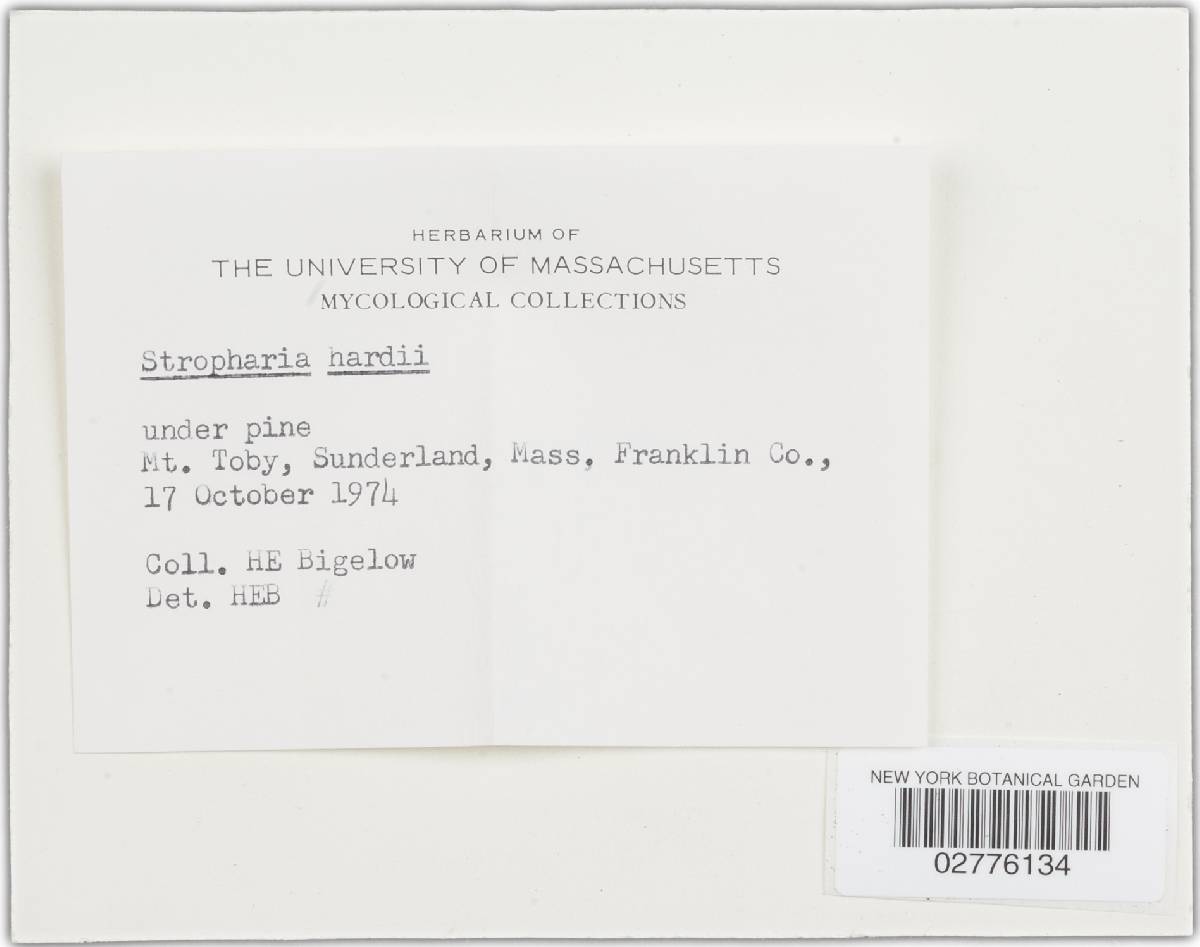 HERBARIUM OF
THE UNIVERSITY OF MASSACHUSETTS
MYCOLOGICAL COLLECTIONS
Stropharia hardii
under pine
Mt. Toby, Sunderland, Mass. Franklin Co.,
17 October 1974
Coll. HE Bigelow
Det. HEB #
NEW YORK BOTANICAL GARDEN
02776134